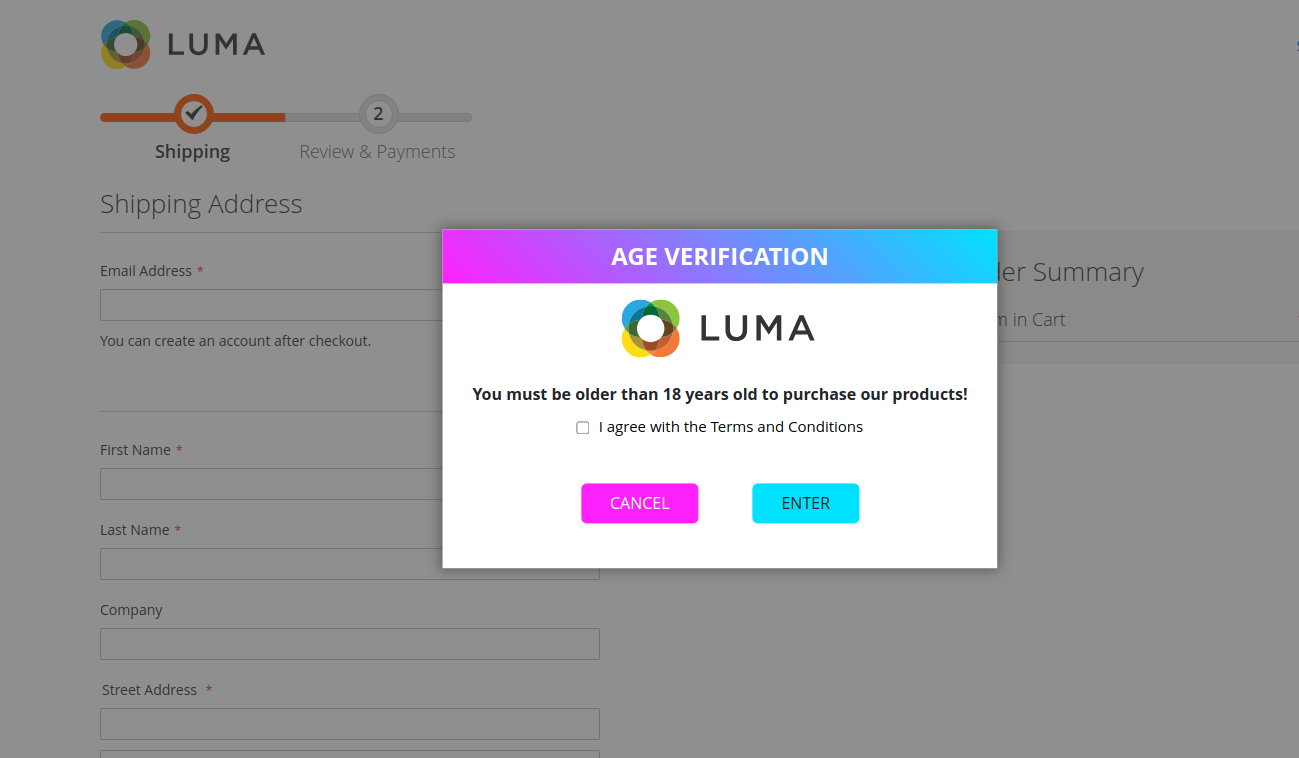 LUMA
2
Shipping
Review & Payments
Shipping Address
Email Address *
You can create an account after checkout.
First Name *
Last Name *
Company
Street Address *
AGE VERIFICATION
LUMA
You must be older than 18 years old to purchase our products!
I agree with the Terms and Conditions
CANCEL
ENTER
Summary
in Cart